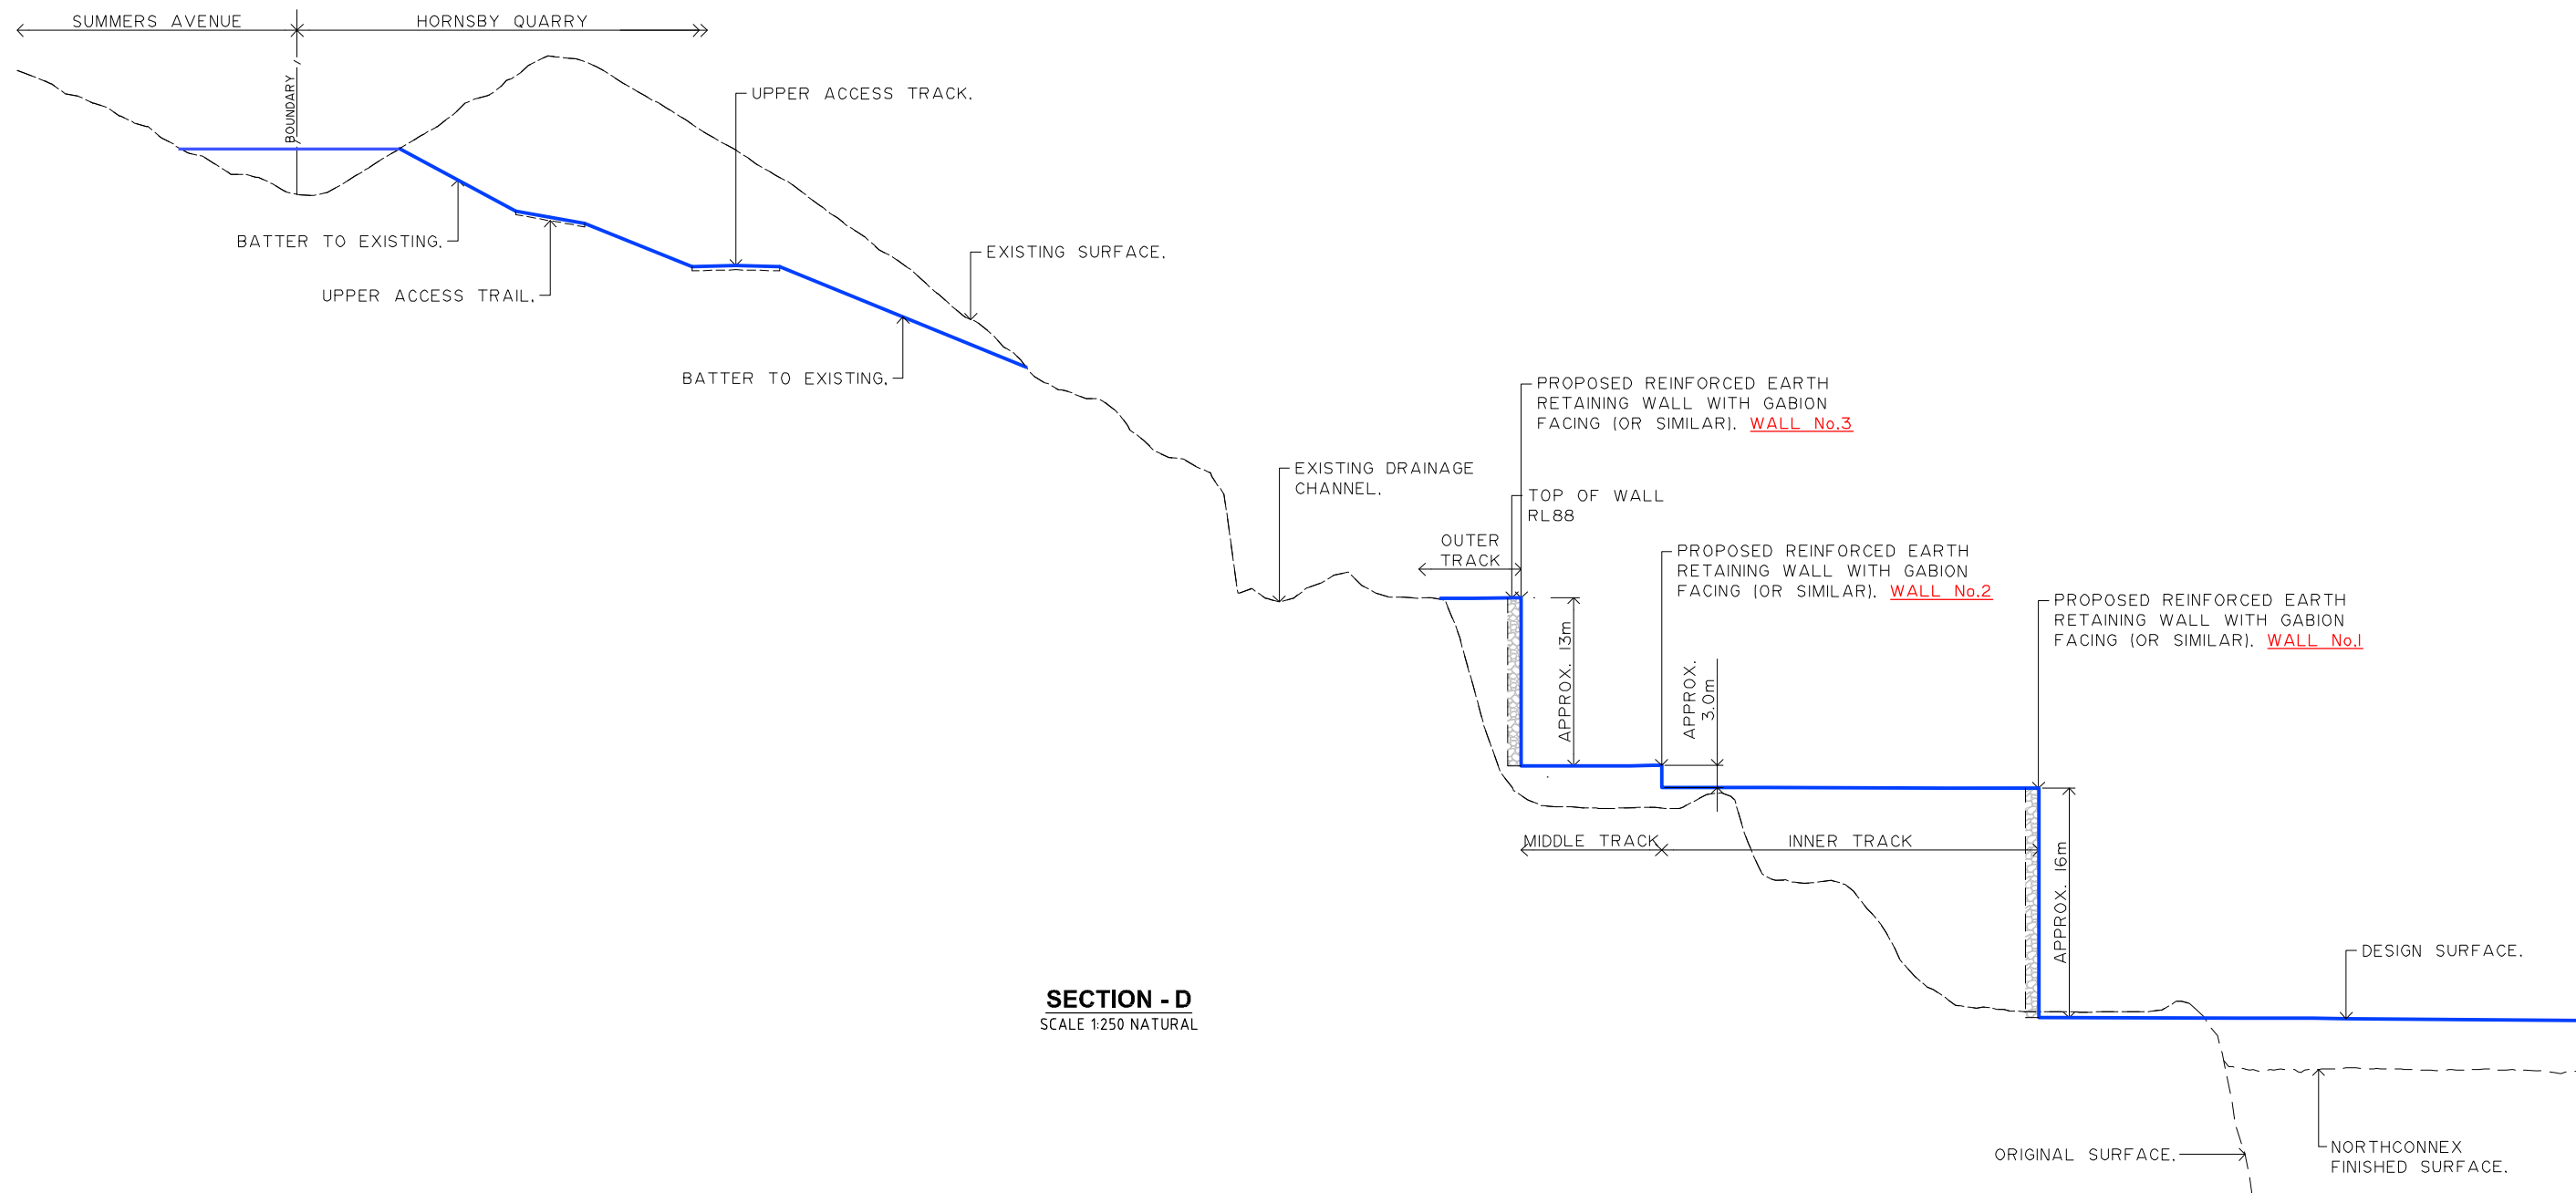 SUMMERS AVENUE
HORNSBY QUARRY
BOUNDARY
UPPER ACCESS TRACK.
BATTER TO EXISTING.
UPPER ACCESS TRAIL.
EXISTING SURFACE.
BATTER TO EXISTING.
PROPOSED REINFORCED EARTH
RETAINING WALL WITH GABION
FACING (OR SIMILAR). WALL No.3
EXISTING DRAINAGE
CHANNEL.
TOP OF WALL
RL88
OUTER
TRACK
PROPOSED REINFORCED EARTH
RETAINING WALL WITH GABION
FACING (OR SIMILAR). WALL No.2
PROPOSED REINFORCED EARTH
RETAINING WALL WITH GABION
FACING (OR SIMILAR). WALL No.1
APPROX. 13m
APPROX.
3.0m
MIDDLE TRACK
INNER TRACK
APPROX. 16m
DESIGN SURFACE.
SECTION - D
SCALE 1:250 NATURAL
ORIGINAL SURFACE.
NORTHCONNEX
FINISHED SURFACE.